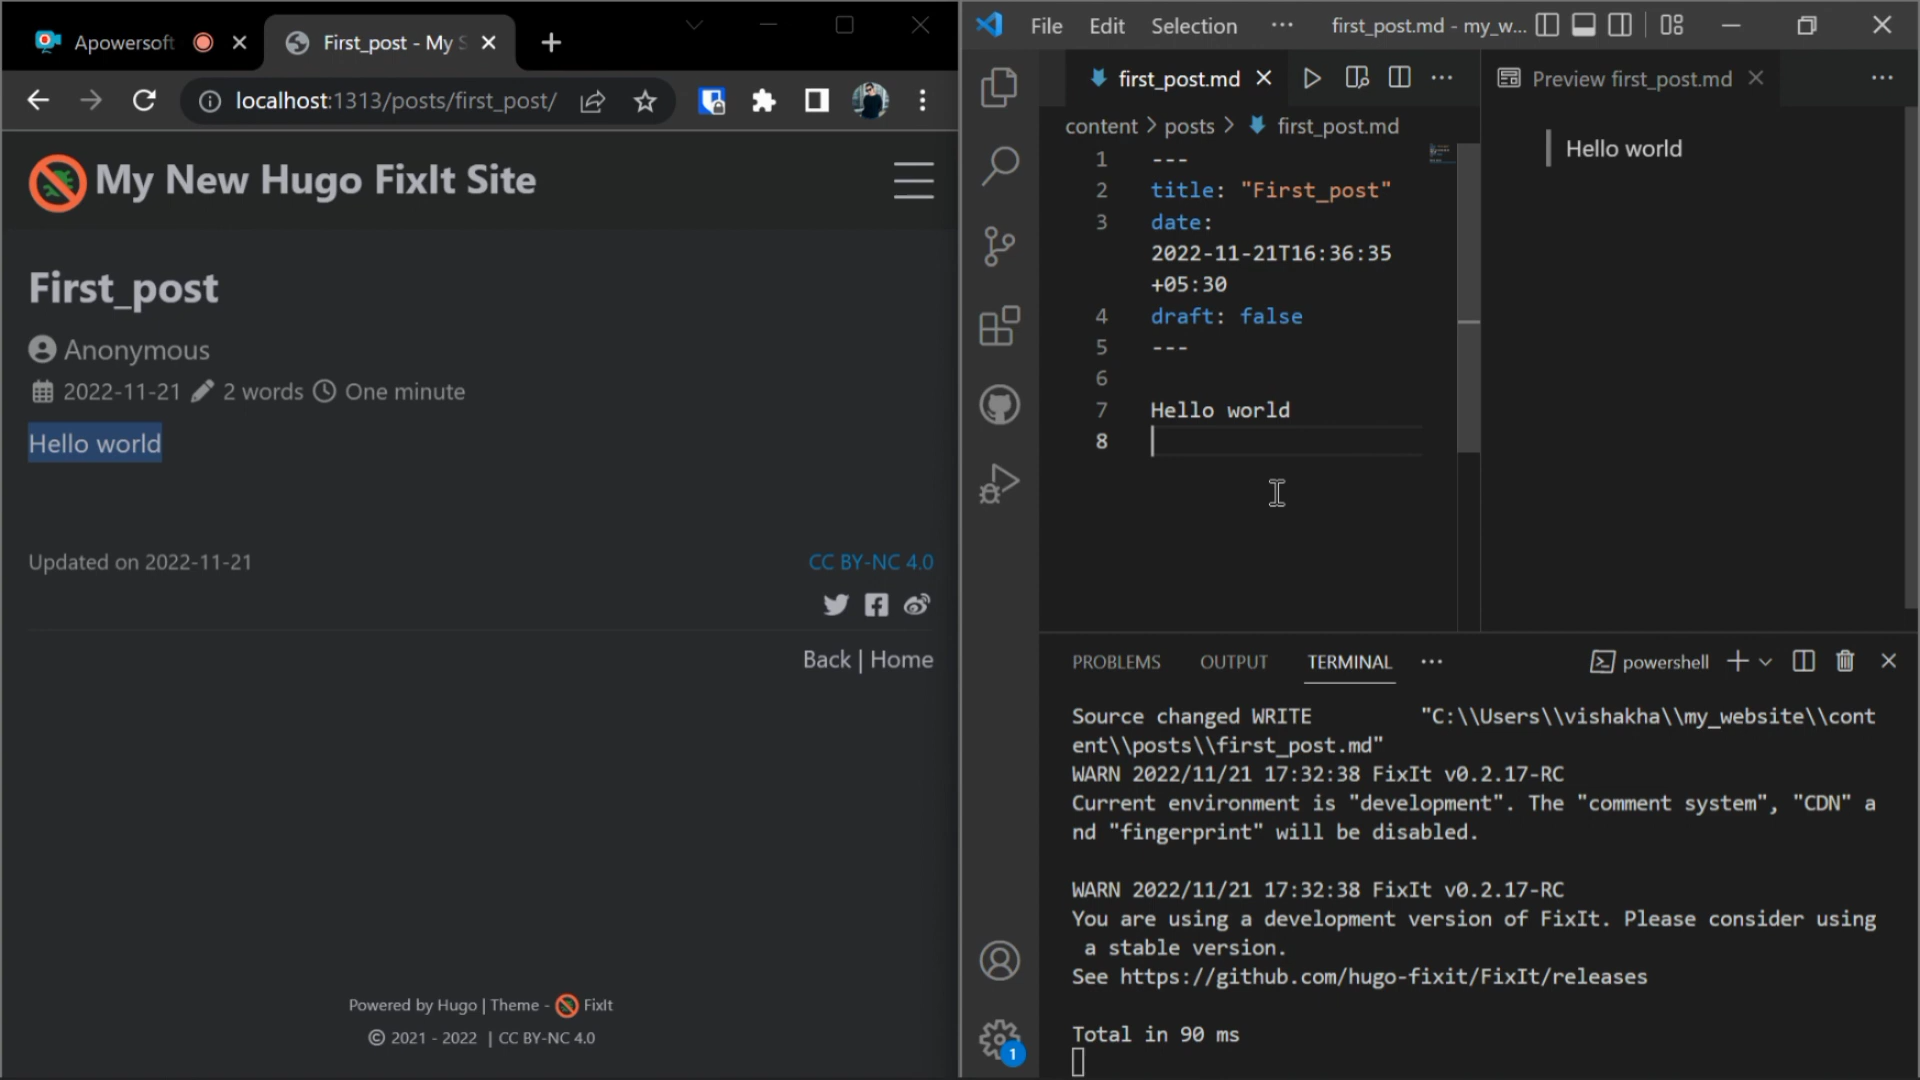 Apowersoft
First_post - My S
localhost:1313/posts/first_post/
My New Hugo FixIt Site
First_post
Anonymous
2022-11-21 2 words One minute
Hello world
Updated on 2022-11-21 CC BY-NC 4.0
Back | Home
Powered by Hugo | Theme - FixIt
© 2021 - 2022 | CC BY-NC 4.0
File Edit Selection ··· first_post.md - my_w...
first_post.md
Preview first_post.md
content > posts > first_post.md
1 ---
2 title: "First_post"
3 date:
2022-11-21T16:36:35
+05:30
4 draft: false
5 ---
6
7 Hello world
8
Hello world
PROBLEMS OUTPUT TERMINAL ··· powershell
Source changed WRITE "C:\\Users\\vishakha\\my_website\\cont
ent\\posts\\first_post.md"
WARN 2022/11/21 17:32:38 FixIt v0.2.17-RC
Current environment is "development". The "comment system", "CDN" a
nd "fingerprint" will be disabled.
WARN 2022/11/21 17:32:38 FixIt v0.2.17-RC
You are using a development version of FixIt. Please consider using
a stable version.
See https://github.com/hugo-fixit/FixIt/releases
Total in 90 ms
1